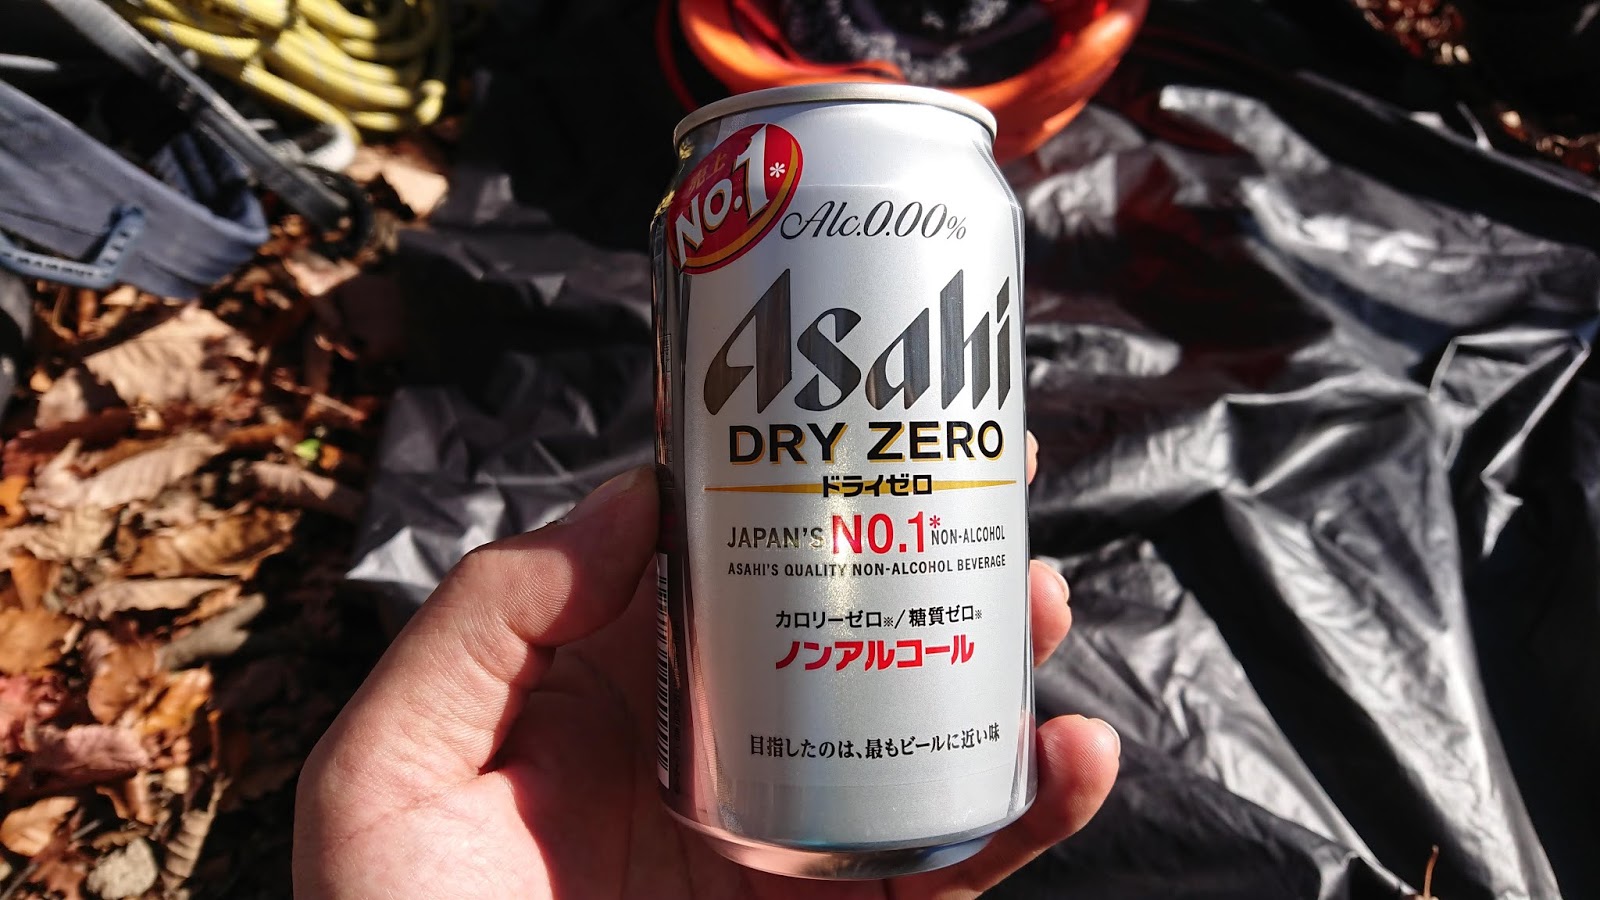 売上
NO.1*
Alc.0.00%
Asahi
DRY ZERO
ドライゼロ
JAPAN'S NO.1* NON-ALCOHOL
ASAHI'S QUALITY NON-ALCOHOL BEVERAGE
カロリーゼロ※/糖質ゼロ※
ノンアルコール
目指したのは、最もビールに近い味